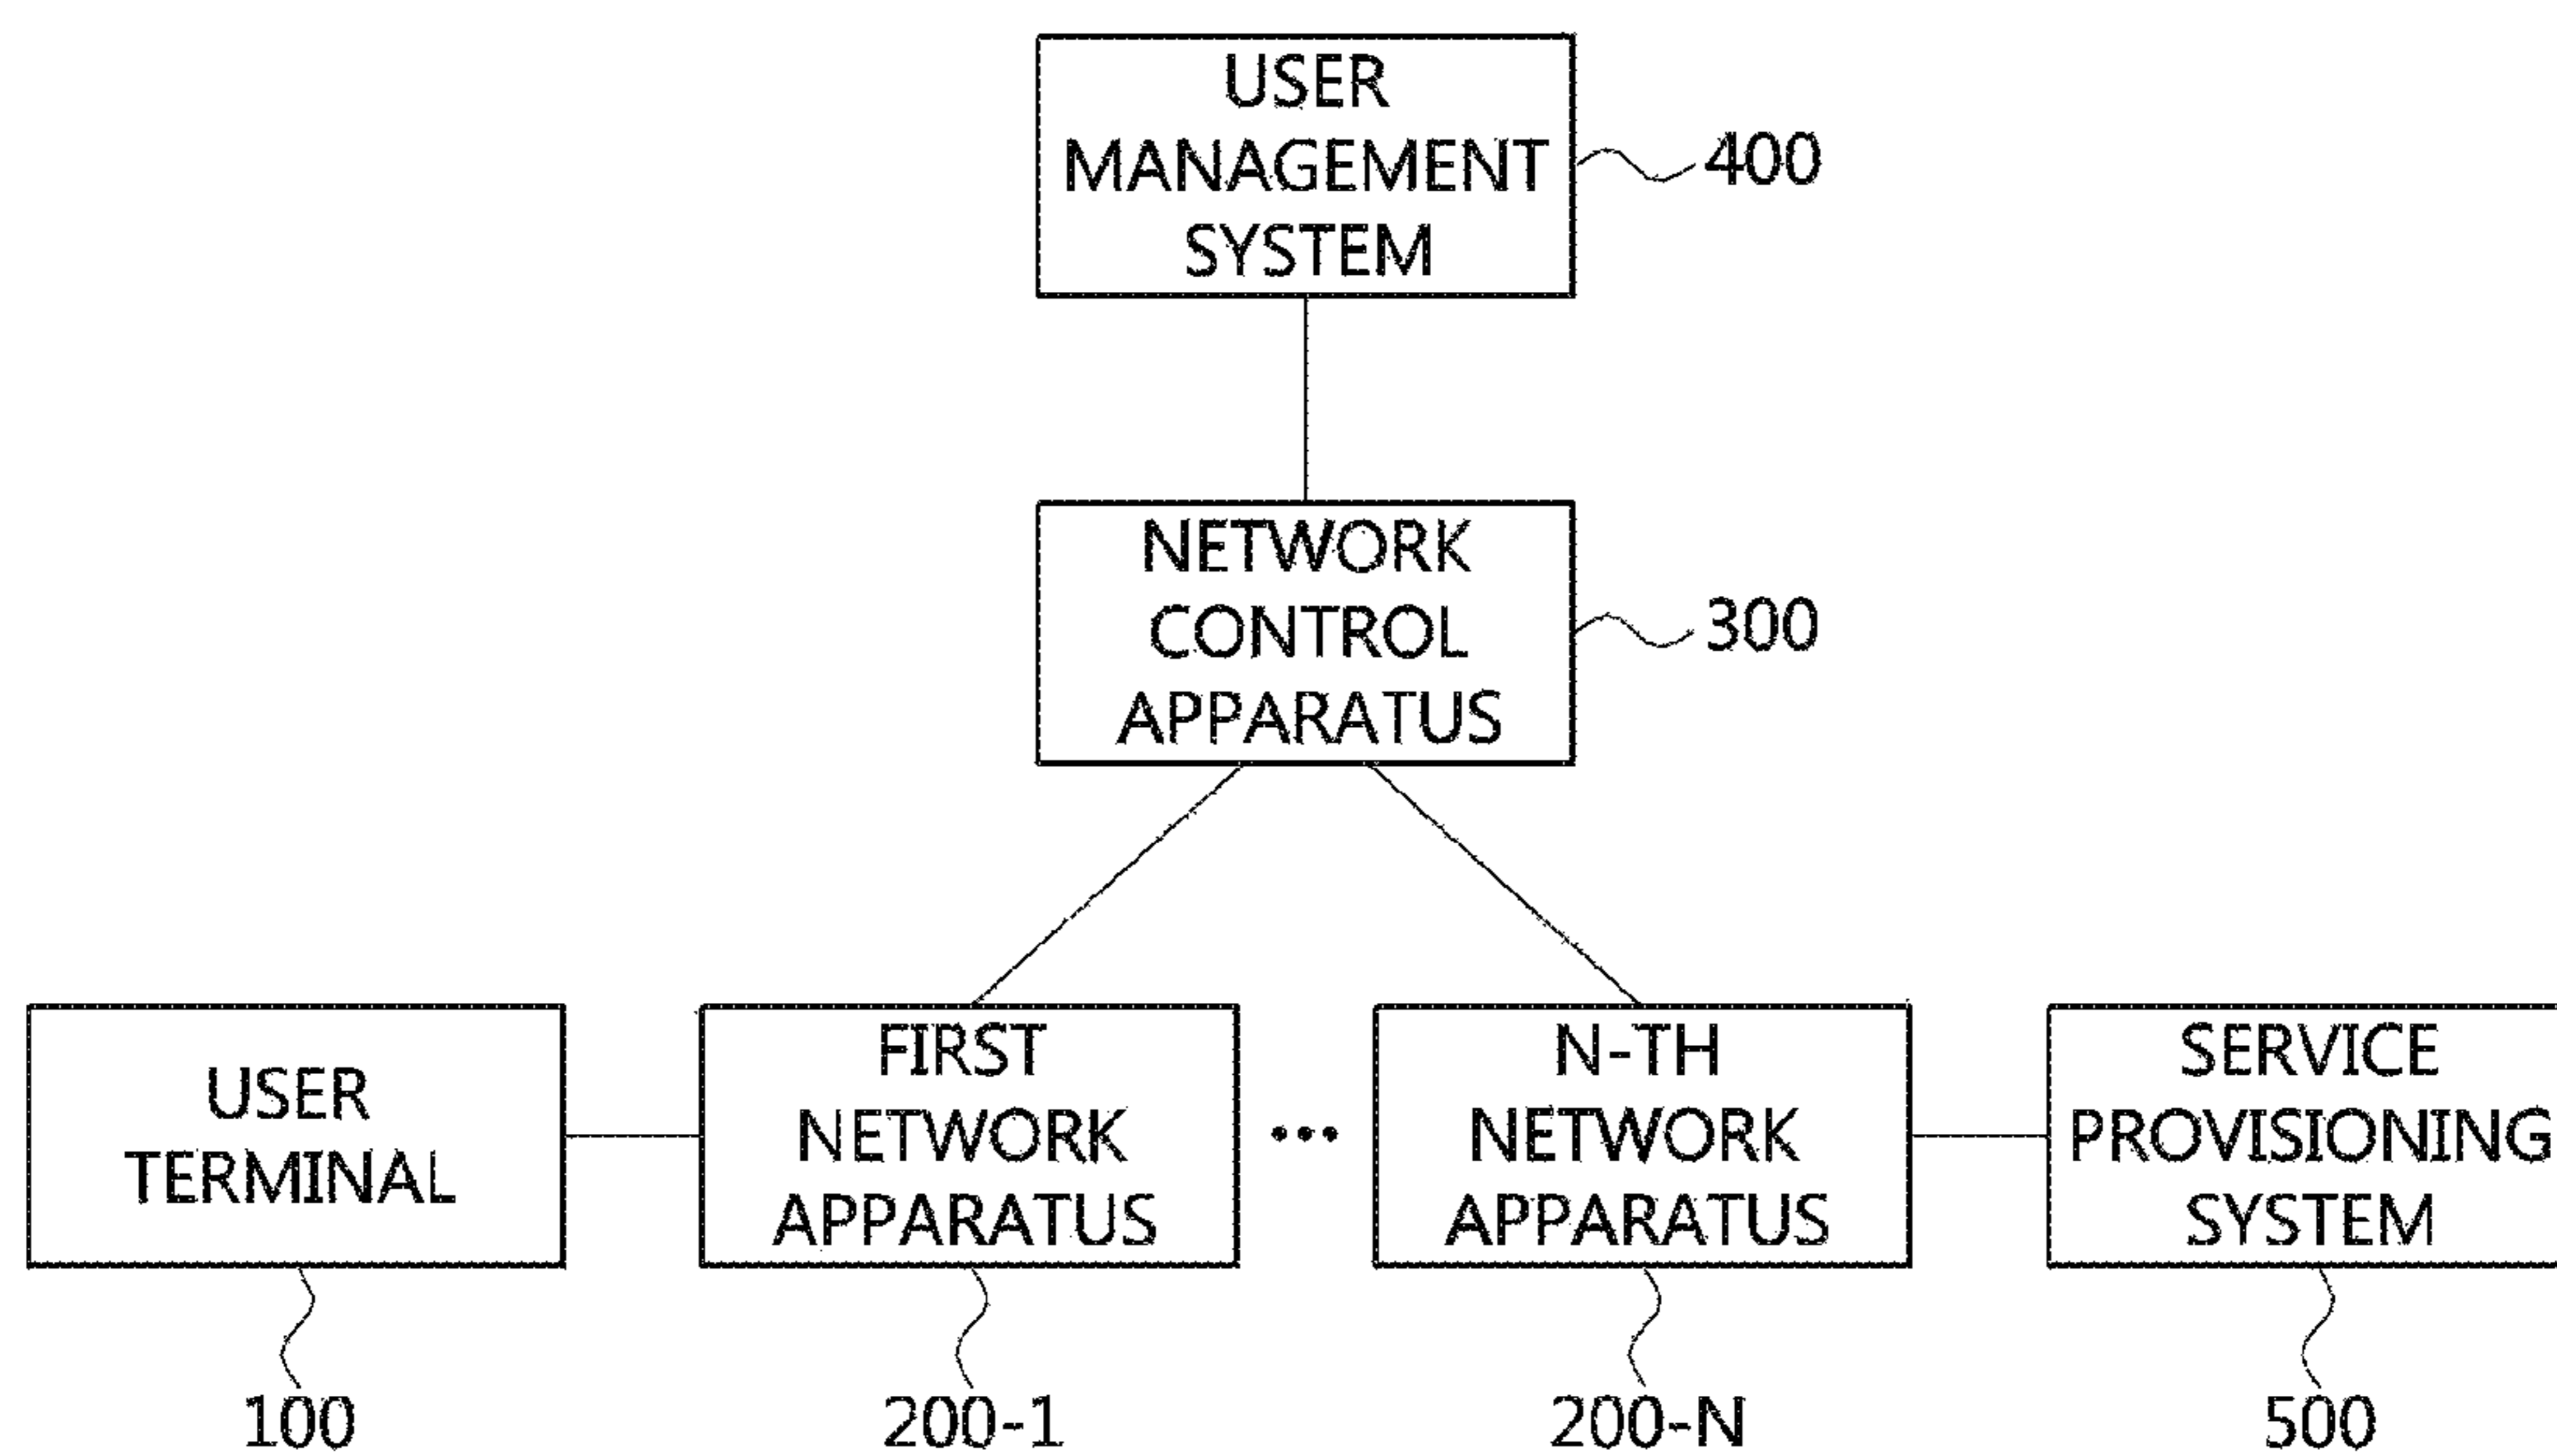 USER
MANAGEMENT
SYSTEM
400
NETWORK
CONTROL
APPARATUS
300
USER
TERMINAL
FIRST
NETWORK
APPARATUS
•••
N-TH
NETWORK
APPARATUS
SERVICE
PROVISIONING
SYSTEM
100
200-1
200-N
500